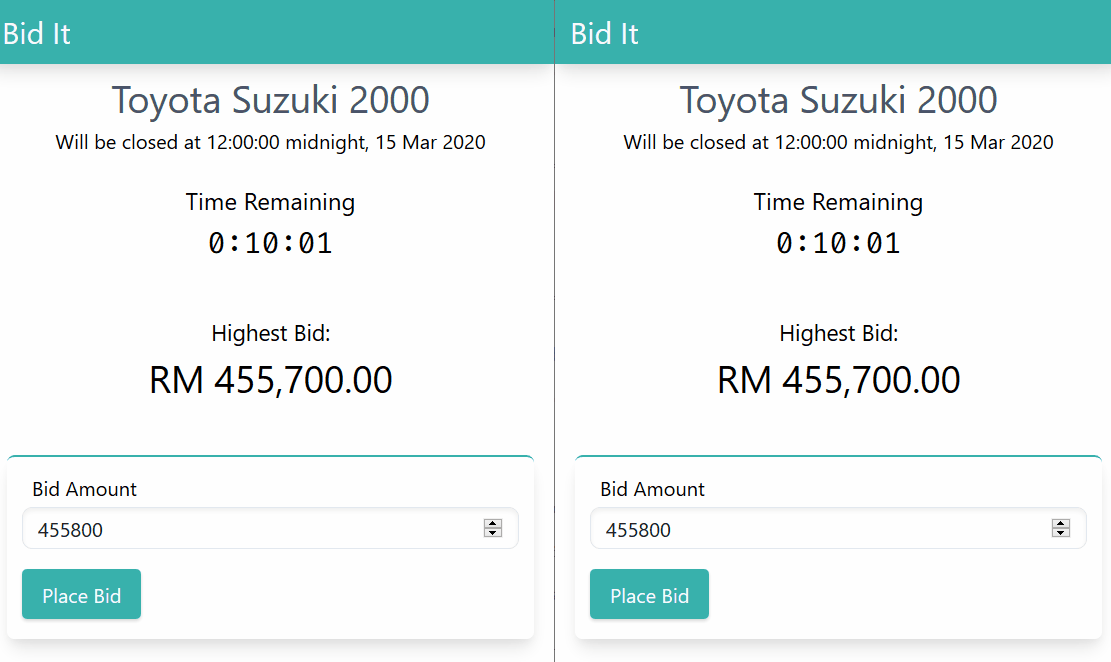 Bid It
Toyota Suzuki 2000
Will be closed at 12:00:00 midnight, 15 Mar 2020
Time Remaining
0:10:01
Highest Bid:
RM 455,700.00
Bid Amount
455800
Place Bid
Bid It
Toyota Suzuki 2000
Will be closed at 12:00:00 midnight, 15 Mar 2020
Time Remaining
0:10:01
Highest Bid:
RM 455,700.00
Bid Amount
455800
Place Bid